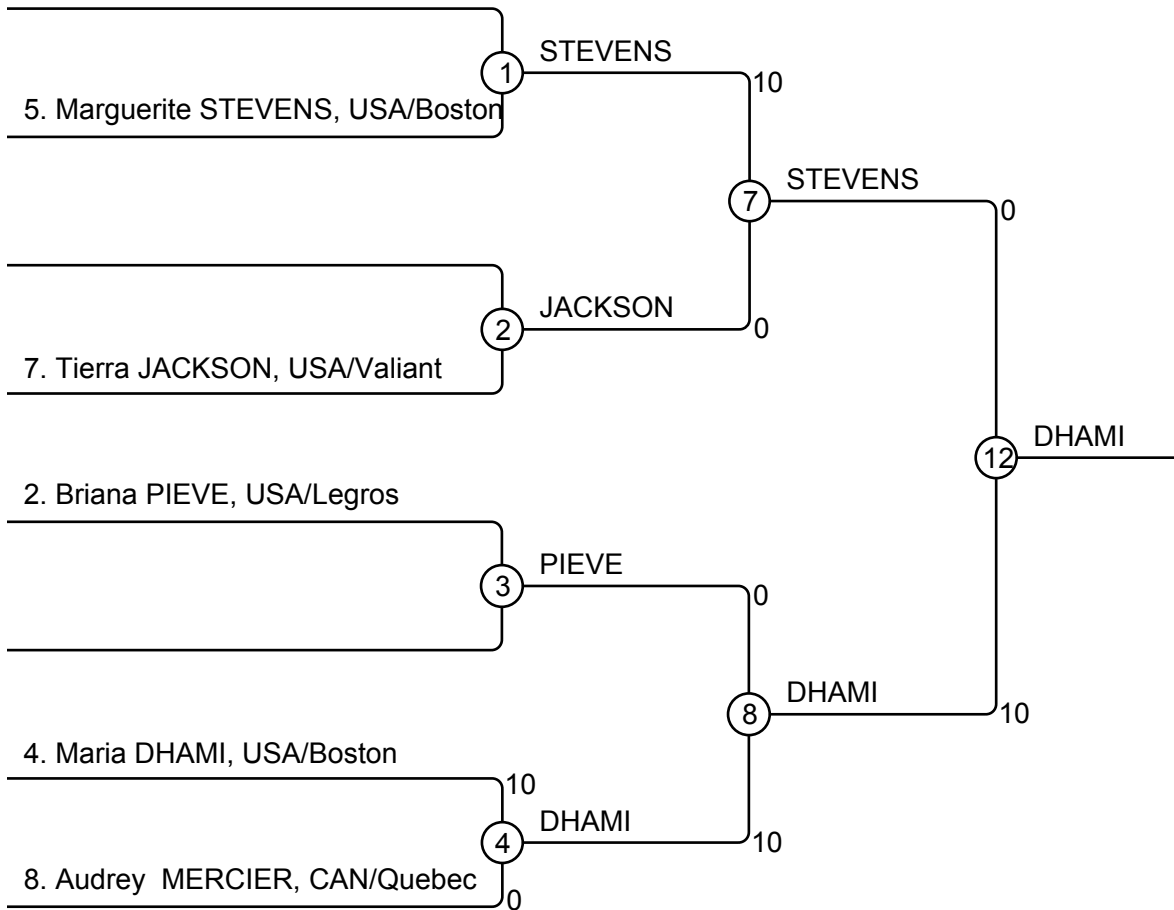 STEVENS
1
10
5. Marguerite STEVENS, USA/Boston
STEVENS
7
0
JACKSON
2
0
7. Tierra JACKSON, USA/Valiant
DHAMI
12
2. Briana PIEVE, USA/Legros
PIEVE
3
0
DHAMI
8
10
4. Maria DHAMI, USA/Boston
10
DHAMI
4
10
8. Audrey  MERCIER, CAN/Quebec
0